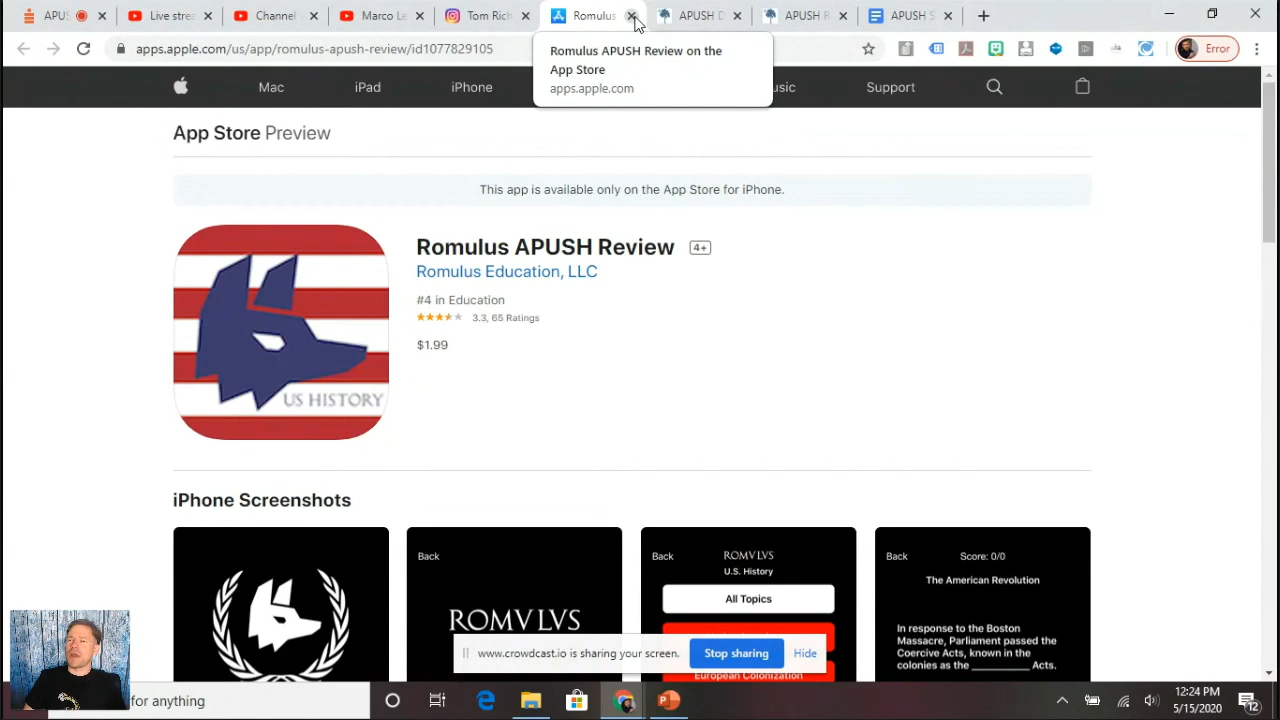 APUS
Live strea
Channel
Marco Le
Tom Rich
Romulus
APUSH D
APUSH R
APUSH S
apps.apple.com/us/app/romulus-apush-review/id1077829105
Error
Romulus APUSH Review on the
App Store
apps.apple.com
Mac
iPad
iPhone
usic
Support
App Store Preview
This app is available only on the App Store for iPhone.
US HISTORY
Romulus APUSH Review 4+
Romulus Education, LLC
#4 in Education
3.3, 65 Ratings
$1.99
iPhone Screenshots
Back
ROMVLVS
Back
ROMVLVS
U.S. History
All Topics
European Colonization
Back
Score: 0/0
The American Revolution
In response to the Boston
Massacre, Parliament passed the
Coercive Acts, known in the
colonies as the __________ Acts.
www.crowdcast.io is sharing your screen.
Stop sharing
Hide
for anything
12:24 PM
5/15/2020
12